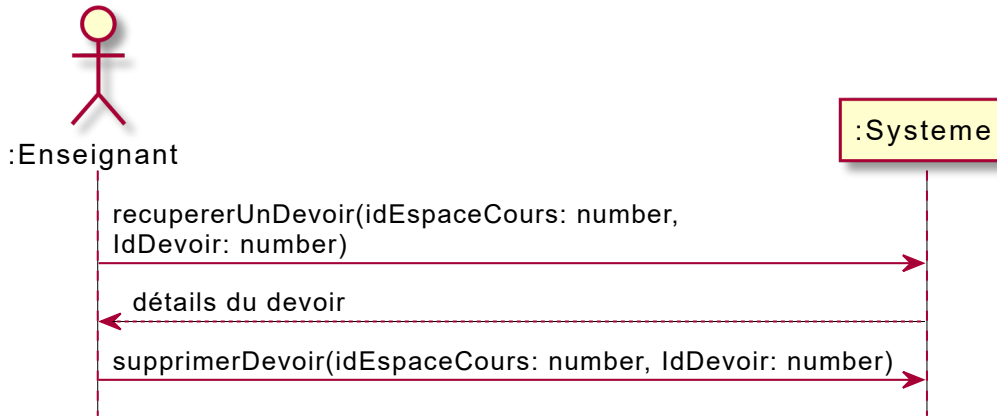 :Systeme
:Enseignant
recupererUnDevoir(idEspaceCours: number,
IdDevoir: number)
détails du devoir
supprimerDevoir(idEspaceCours: number, IdDevoir: number)